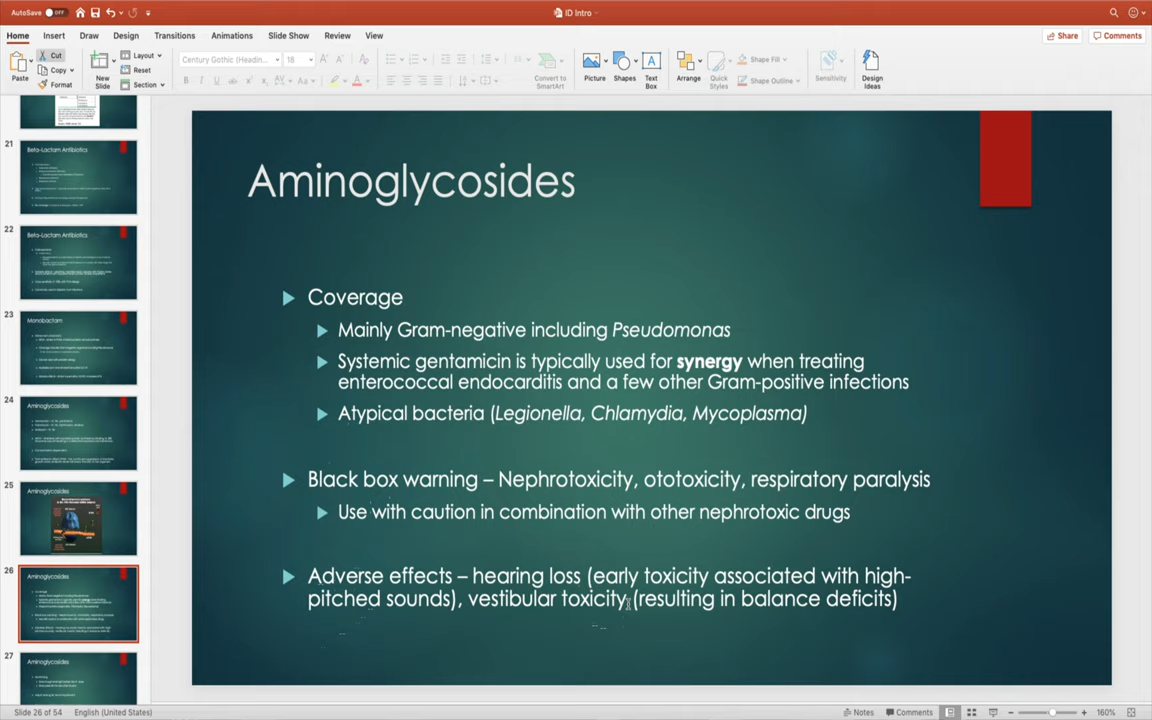 AutoSave OFF
ID Intro
Home Insert Draw Design Transitions Animations Slide Show Review View
Share Comments
Paste
Cut
Copy
Format
New Slide
Layout
Reset
Section
Century Gothic (Headin... 18
Convert to SmartArt
Picture
Shapes
Text Box
Arrange
Quick Styles
Shape Fill
Shape Outline
Sensitivity
Design Ideas
21
Beta-Lactam Antibiotics
22
Beta-Lactam Antibiotics
23
Monobactam
24
Aminoglycosides
25
Aminoglycosides
26
Aminoglycosides
27
Aminoglycosides
Aminoglycosides
Coverage
Mainly Gram-negative including Pseudomonas
Systemic gentamicin is typically used for synergy when treating
enterococcal endocarditis and a few other Gram-positive infections
Atypical bacteria (Legionella, Chlamydia, Mycoplasma)
Black box warning – Nephrotoxicity, ototoxicity, respiratory paralysis
Use with caution in combination with other nephrotoxic drugs
Adverse effects – hearing loss (early toxicity associated with high-
pitched sounds), vestibular toxicity (resulting in balance deficits)
Slide 26 of 54 English (United States)
Notes Comments 160%